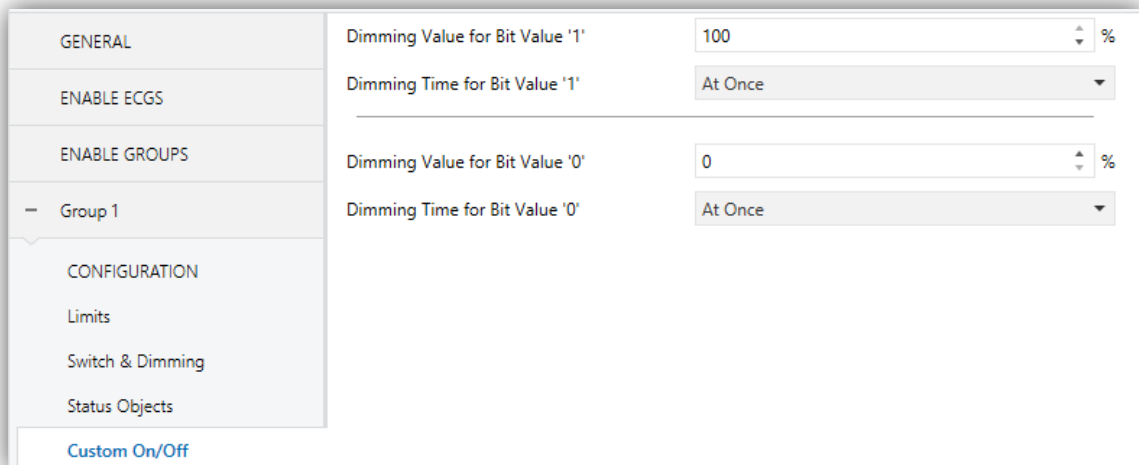 GENERAL
ENABLE ECGS
ENABLE GROUPS
− Group 1
CONFIGURATION
Limits
Switch & Dimming
Status Objects
Custom On/Off
Dimming Value for Bit Value '1' 100 %
Dimming Time for Bit Value '1' At Once
Dimming Value for Bit Value '0' 0 %
Dimming Time for Bit Value '0' At Once